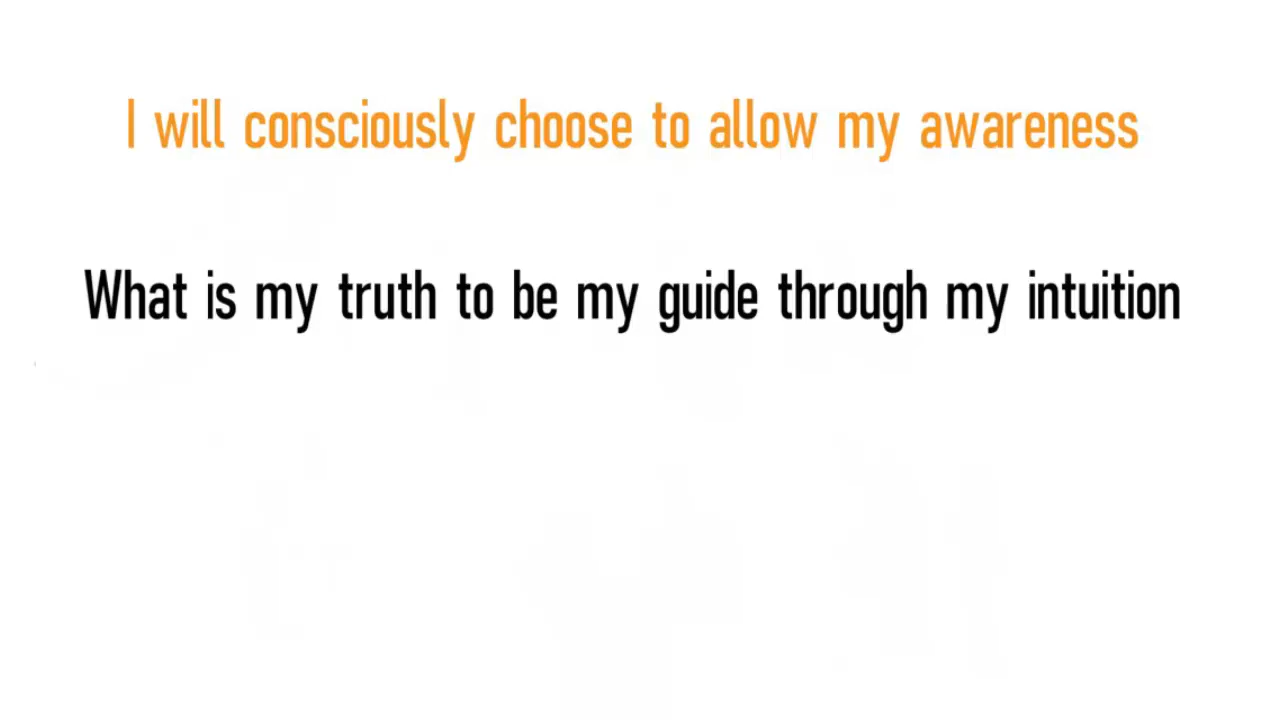 I will consciously choose to allow my awareness
What is my truth to be my guide through my intuition